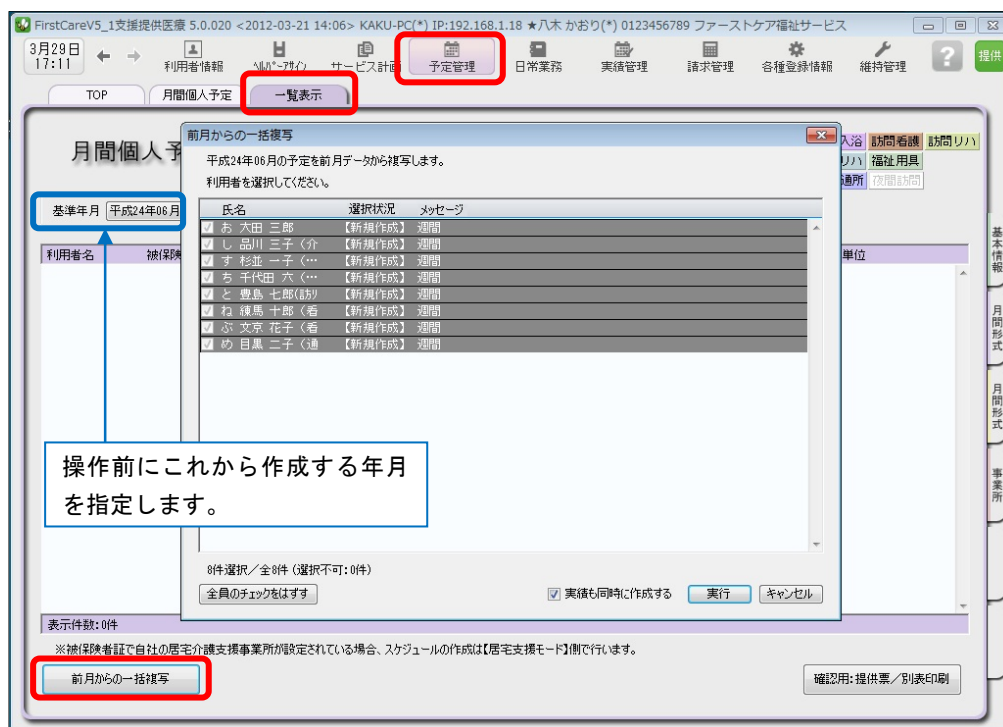 FirstCareV5_1支援提供医療 5.0.020 <2012-03-21 14:06> KAKU-PC(*) IP:192.168.1.18 ★八木 かおり(*) 0123456789 ファーストケア福祉サービス
3月29日
17:11
利用者情報 ヘルパーアサイン サービス計画 予定管理 日常業務 実績管理 請求管理 各種登録情報 維持管理 ? 提供
TOP 月間個人予定 一覧表示
月間個人予
入浴 訪問看護 訪問リハ
リハ 福祉用具
通所 夜間訪問
前月からの一括複写
平成24年06月の予定を前月データから複写します。
利用者を選択してください。
基準年月 平成24年06月
氏名 選択状況 メッセージ
お 大田 三郎 【新規作成】 週間
し 品川 三子 (介 【新規作成】 週間
す 杉並 一子 (… 【新規作成】 週間
ち 千代田 六 (… 【新規作成】 週間
と 豊島 七郎(訪リ 【新規作成】 週間
ね 練馬 十郎 (看 【新規作成】 週間
ぶ 文京 花子 (看 【新規作成】 週間
め 目黒 二子 (通 【新規作成】 週間
利用者名 被保険 単位
基本情報
月間形式
月間形式
事業所
操作前にこれから作成する年月
を指定します。
8件選択/全8件 (選択不可:0件)
全員のチェックをはずす 実績も同時に作成する 実行 キャンセル
表示件数:0件
※被保険者証で自社の居宅介護支援事業所が設定されている場合、スケジュールの作成は【居宅支援モード】側で行います。
前月からの一括複写 確認用:提供票/別表印刷